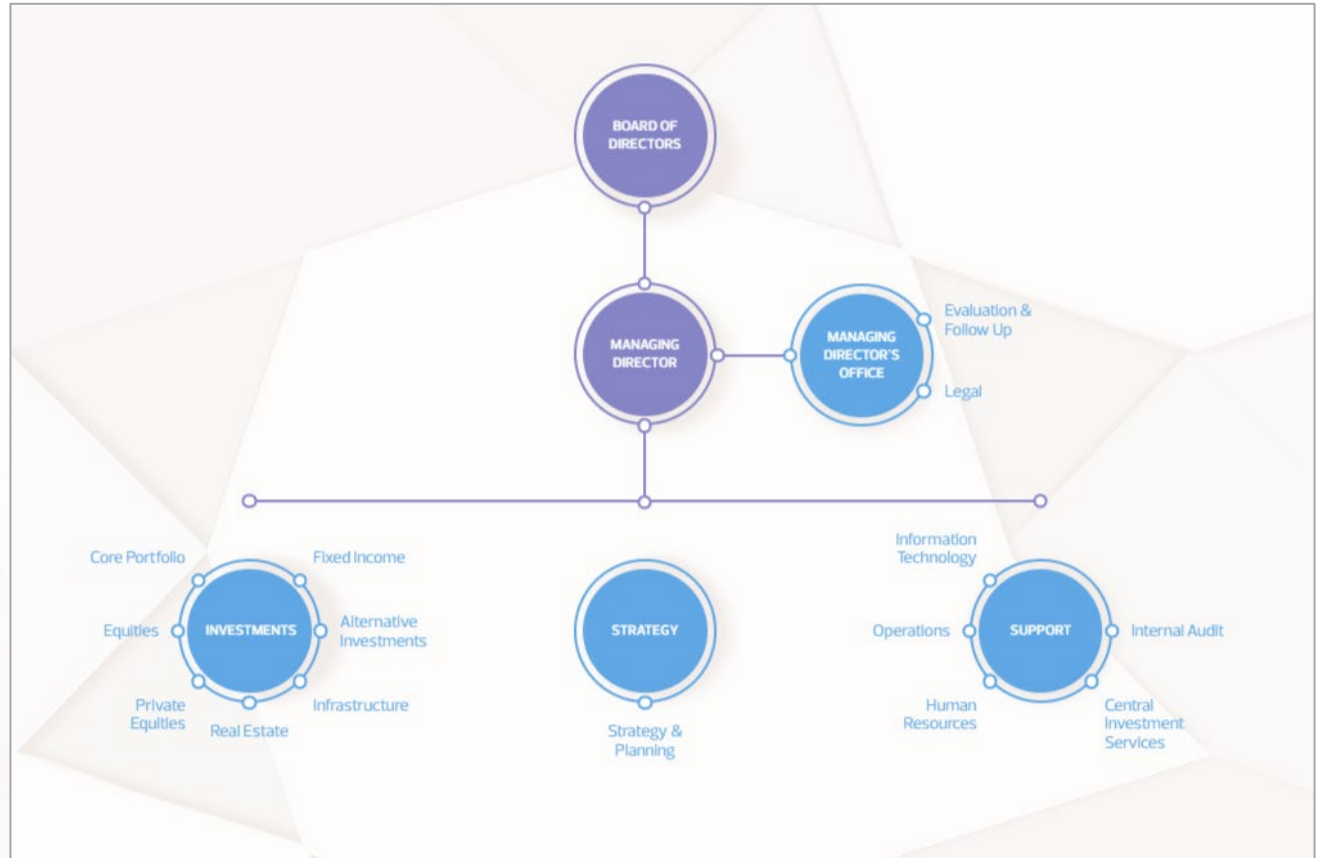 BOARD OF
DIRECTORS
MANAGING
DIRECTOR
MANAGING
DIRECTOR'S
OFFICE
Evaluation &
Follow Up
Legal
Core Portfolio
Fixed Income
Equities
INVESTMENTS
Alternative
Investments
Private
Equities
Real Estate
Infrastructure
STRATEGY
Strategy &
Planning
Information
Technology
Operations
SUPPORT
Internal Audit
Human
Resources
Central
Investment
Services